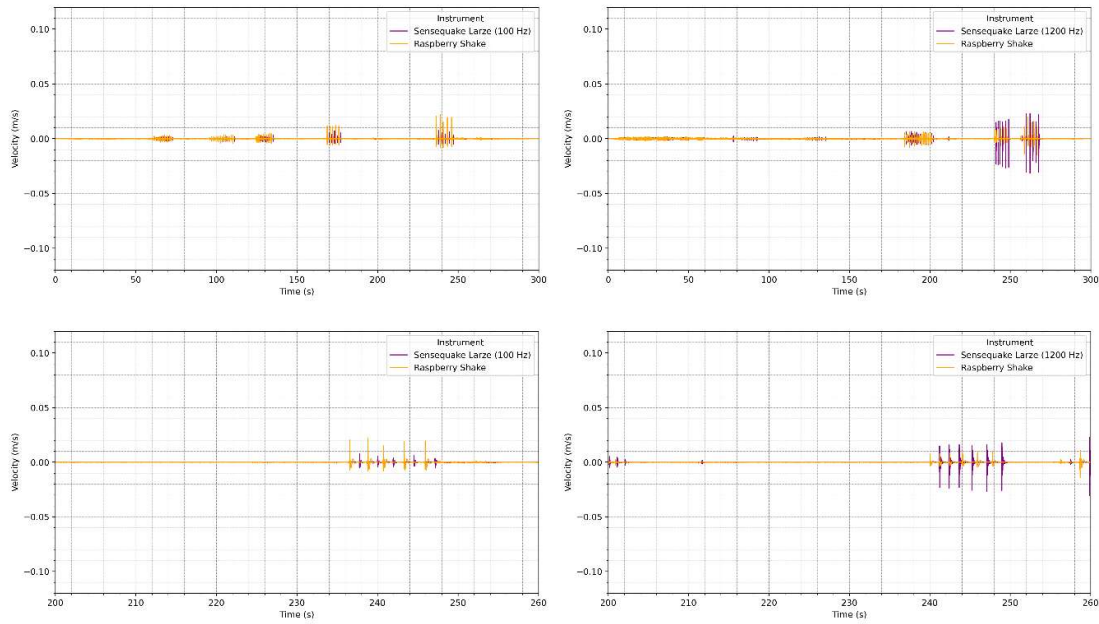 Instrument
Sensequake Larze (100 Hz)
Raspberry Shake
0.10
0.05
0.00
−0.05
−0.10
Velocity (m/s)
0 50 100 150 200 250 300
Time (s)
Instrument
Sensequake Larze (1200 Hz)
Raspberry Shake
0.10
0.05
0.00
−0.05
−0.10
Velocity (m/s)
0 50 100 150 200 250 300
Time (s)
Instrument
Sensequake Larze (100 Hz)
Raspberry Shake
0.10
0.05
0.00
−0.05
−0.10
Velocity (m/s)
200 210 220 230 240 250 260
Time (s)
Instrument
Sensequake Larze (1200 Hz)
Raspberry Shake
0.10
0.05
0.00
−0.05
−0.10
Velocity (m/s)
200 210 220 230 240 250 260
Time (s)